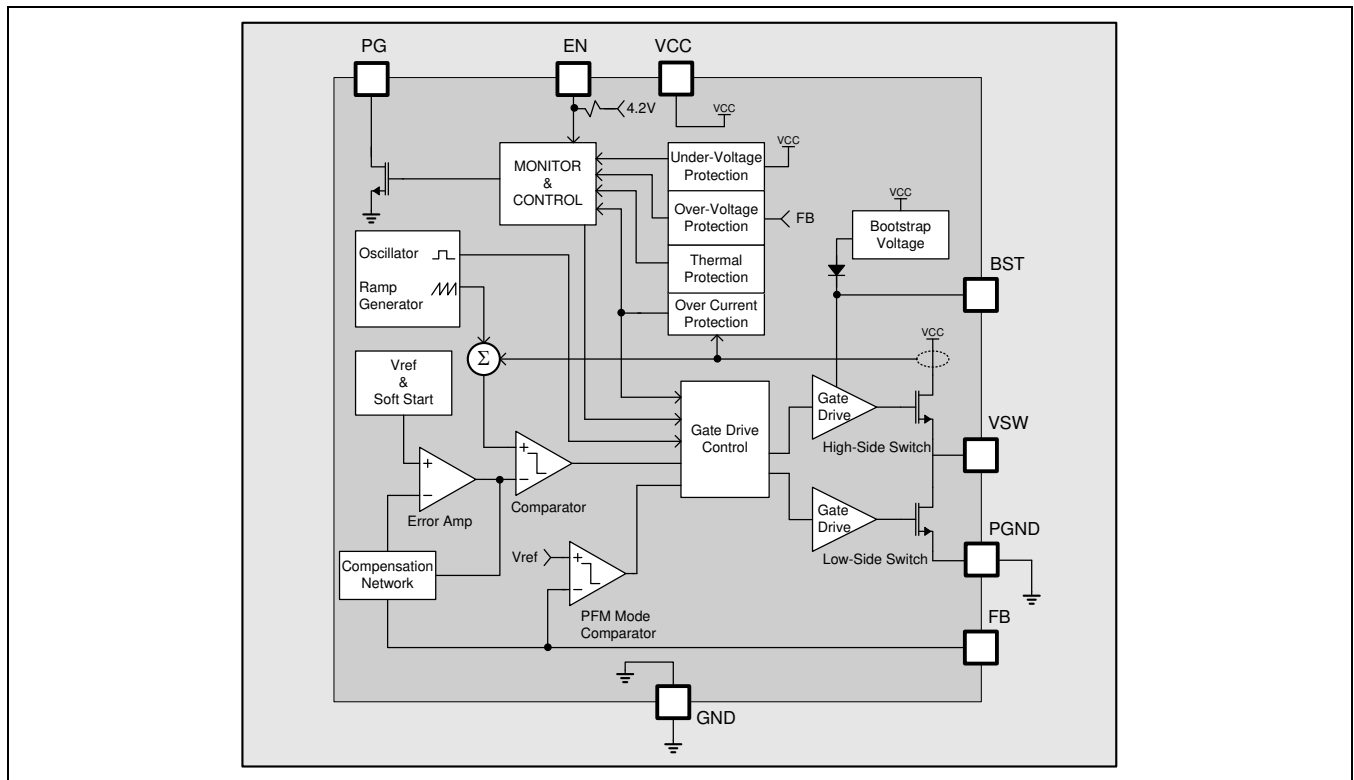 PG
EN
VCC
4.2V
VCC
VCC
Under-Voltage
Protection
MONITOR
&
CONTROL
Over-Voltage
Protection
FB
VCC
Bootstrap
Voltage
Oscillator
Thermal
Protection
BST
Ramp
Generator
Over Current
Protection
VCC
Σ
Vref
&
Soft Start
Gate
Drive
VSW
Gate Drive
Control
High-Side Switch
+
−
Error Amp
+
−
Comparator
Gate
Drive
PGND
Low-Side Switch
Compensation
Network
Vref
+
−
PFM Mode
Comparator
FB
GND